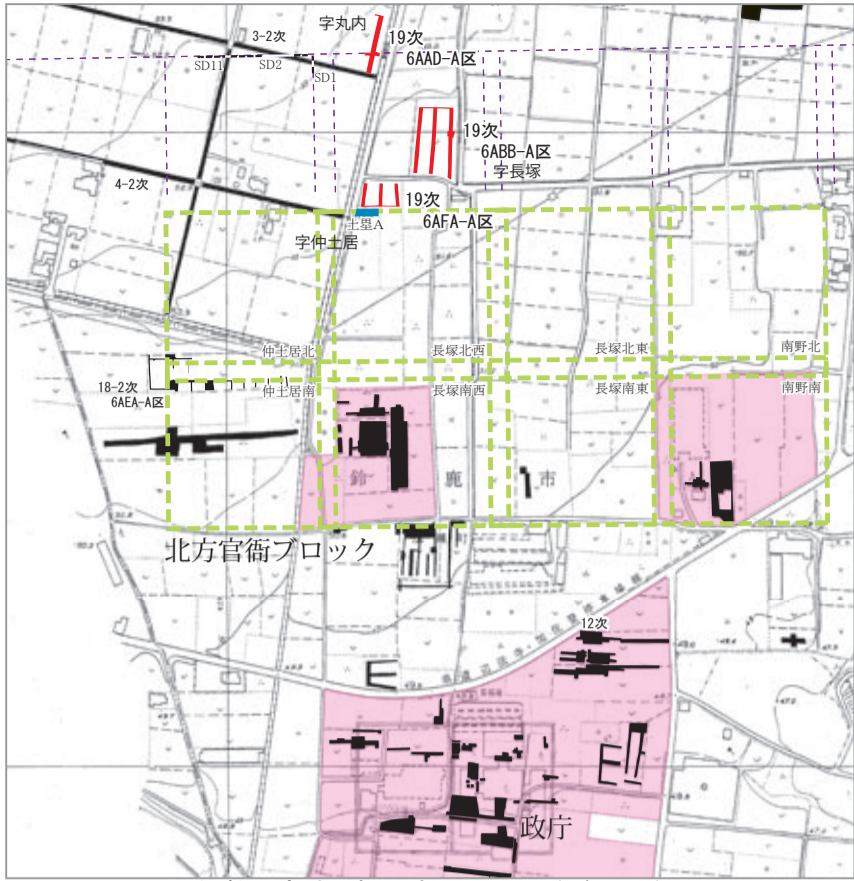 字丸内
3-2次
19次
6AAD-A区
SD11
SD2
SD1
19次
6ABB-A区
字長塚
4-2次
19次
6AFA-A区
土塁A
字仲土居
仲土居北
長塚北西
長塚北東
南野北
18-2次
6AEA-A区
仲土居南
長塚南西
長塚南東
南野南
鈴
鹿
市
北方官衙ブロック
12次
政庁